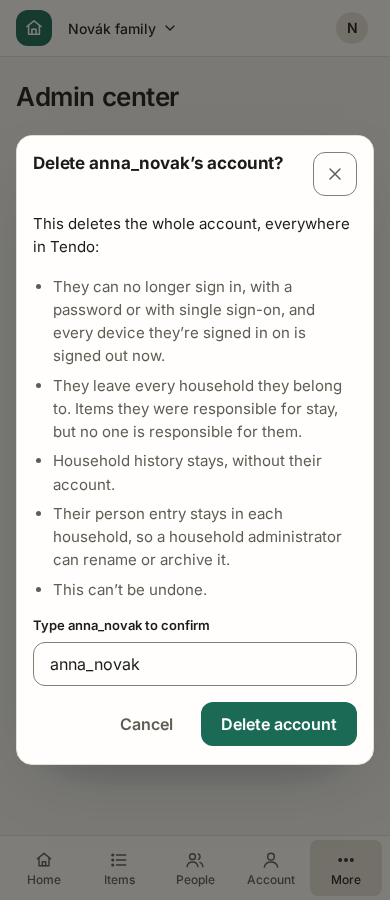 Novák family
N
Admin center
Delete anna_novak’s account?
This deletes the whole account, everywhere
in Tendo:
• They can no longer sign in, with a
password or with single sign-on, and
every device they’re signed in on is
signed out now.
• They leave every household they belong
to. Items they were responsible for stay,
but no one is responsible for them.
• Household history stays, without their
account.
• Their person entry stays in each
household, so a household administrator
can rename or archive it.
• This can’t be undone.
Type anna_novak to confirm
anna_novak
Cancel
Delete account
Home
Items
People
Account
More